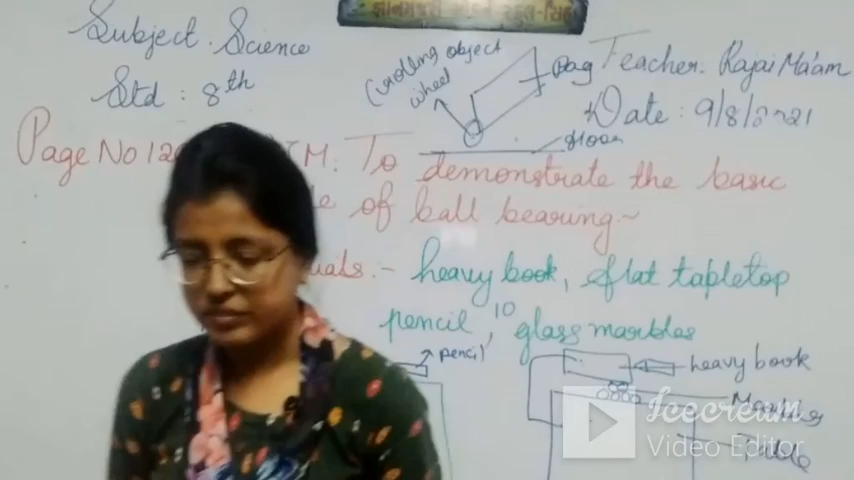 Subject. Science
Std : 8th
(rolling object
wheel
Bag
floor
Teacher. Rajai Ma'am
Date : 9/8/2021
Page No 12 M: To demonstrate the basic
of ball bearing.~
heavy book, flat tabletop
pencil, 10 glass marbles
pencil
heavy book
Marbles
Table
Icecream
Video Editor